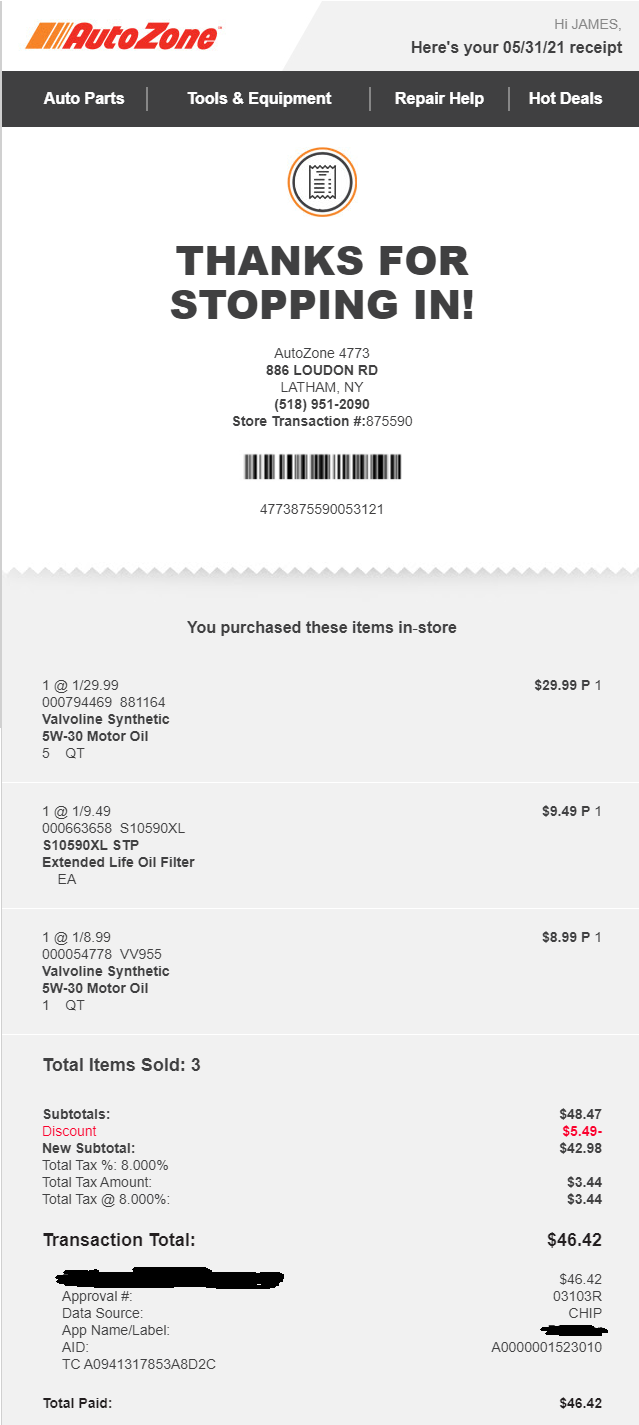 AutoZone
Hi JAMES,
Here's your 05/31/21 receipt
Auto Parts Tools & Equipment Repair Help Hot Deals
THANKS FOR
STOPPING IN!
AutoZone 4773
886 LOUDON RD
LATHAM, NY
(518) 951-2090
Store Transaction #:875590
4773875590053121
You purchased these items in-store
1 @ 1/29.99 $29.99 P 1
000794469 881164
Valvoline Synthetic
5W-30 Motor Oil
5 QT
1 @ 1/9.49 $9.49 P 1
000663658 S10590XL
S10590XL STP
Extended Life Oil Filter
EA
1 @ 1/8.99 $8.99 P 1
000054778 VV955
Valvoline Synthetic
5W-30 Motor Oil
1 QT
Total Items Sold: 3
Subtotals: $48.47
Discount $5.49-
New Subtotal: $42.98
Total Tax %: 8.000%
Total Tax Amount: $3.44
Total Tax @ 8.000%: $3.44
Transaction Total: $46.42
$46.42
Approval #: 03103R
Data Source: CHIP
App Name/Label:
AID: A0000001523010
TC A0941317853A8D2C
Total Paid: $46.42